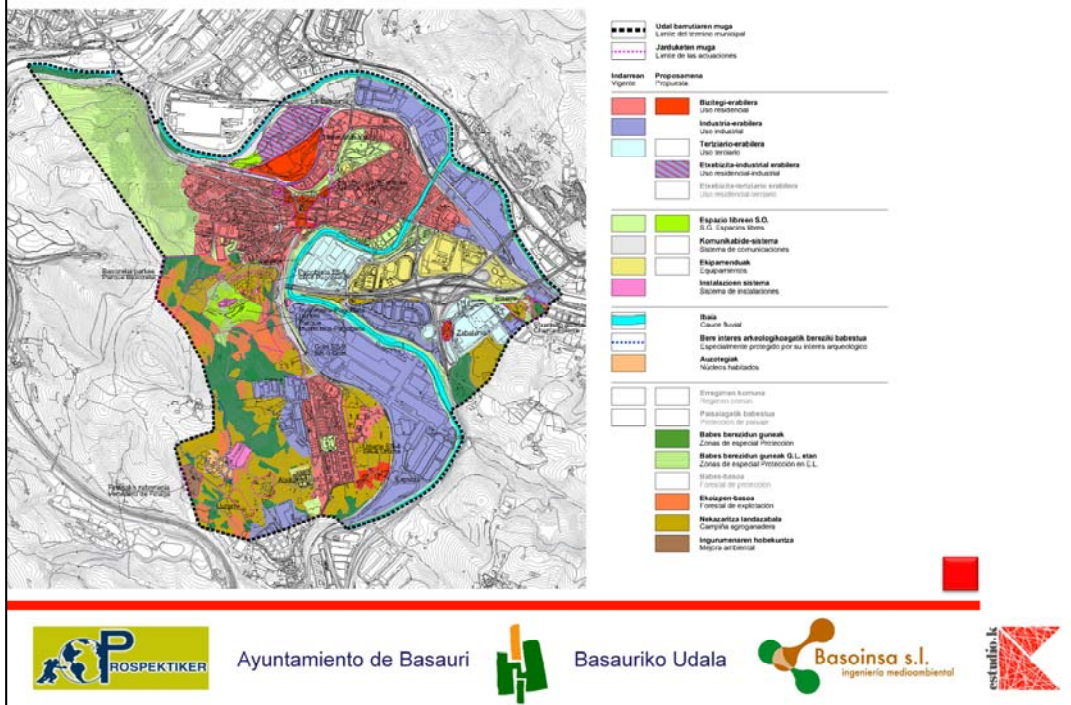 Udal barrutiaren muga
Limite del término municipal
Jarduketen muga
Limite de las actuaciones
Indarrean
Vigente
Proposamena
Propuesta
Bizitegi-erabilera
Uso residencial
Industria-erabilera
Uso industrial
Tertziario-erabilera
Uso terciario
Etxebizitza-industrial erabilera
Uso residencial-industrial
Etxebizitza-tertziario erabilera
Uso residencial-terciario
Espazio libreen S.O.
S.G. Espacios libres
Komunikabide-sistema
Sistema de comunicaciones
Ekipamenduak
Equipamientos
Instalazioen sistema
Sistema de instalaciones
Ibaia
Cauce fluvial
Bere interes arkeologikoagatik bereziki babestua
Especialmente protegido por su interes arqueológico
Auzotegiak
Núcleos habitados
Erregimen komuna
Regimen común
Paisaiagatik babestua
Protección de paisaje
Babes berezidun guneak
Zonas de especial Protección
Babes berezidun guneak G.L. etan
Zonas de especial Protección en E.L.
Babes-basoa
Forestal de protección
Ekoizpen-basoa
Forestal de explotación
Nekazaritza landazabala
Campiña agroganadera
Ingurumenaren hobekuntza
Mejora ambiental
PROSPEKTIKER
Ayuntamiento de Basauri
Basauriko Udala
Basoinsa s.l.
ingeniería medioambiental
estudio.k